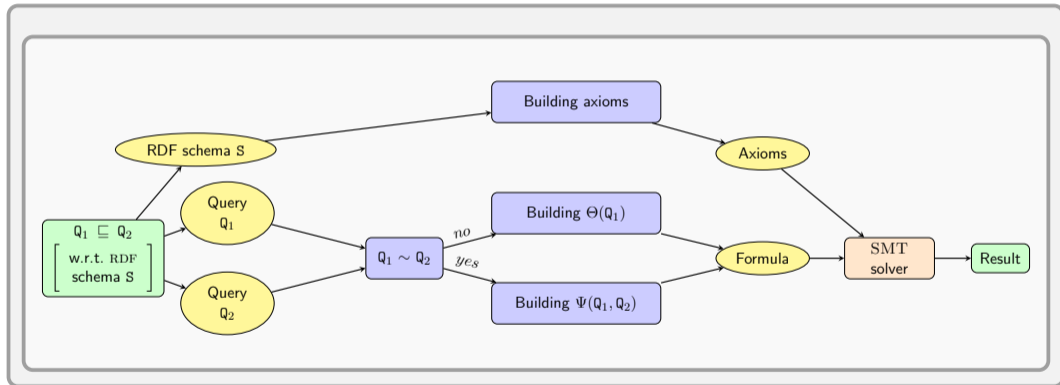 Building axioms
RDF schema S
Axioms
Query
Q₁
Q₁ ⊑ Q₂
w.r.t. RDF
schema S
Building Θ(Q₁)
no
Q₁ ∼ Q₂
yes
Formula
SMT
solver
Result
Query
Q₂
Building Ψ(Q₁,Q₂)